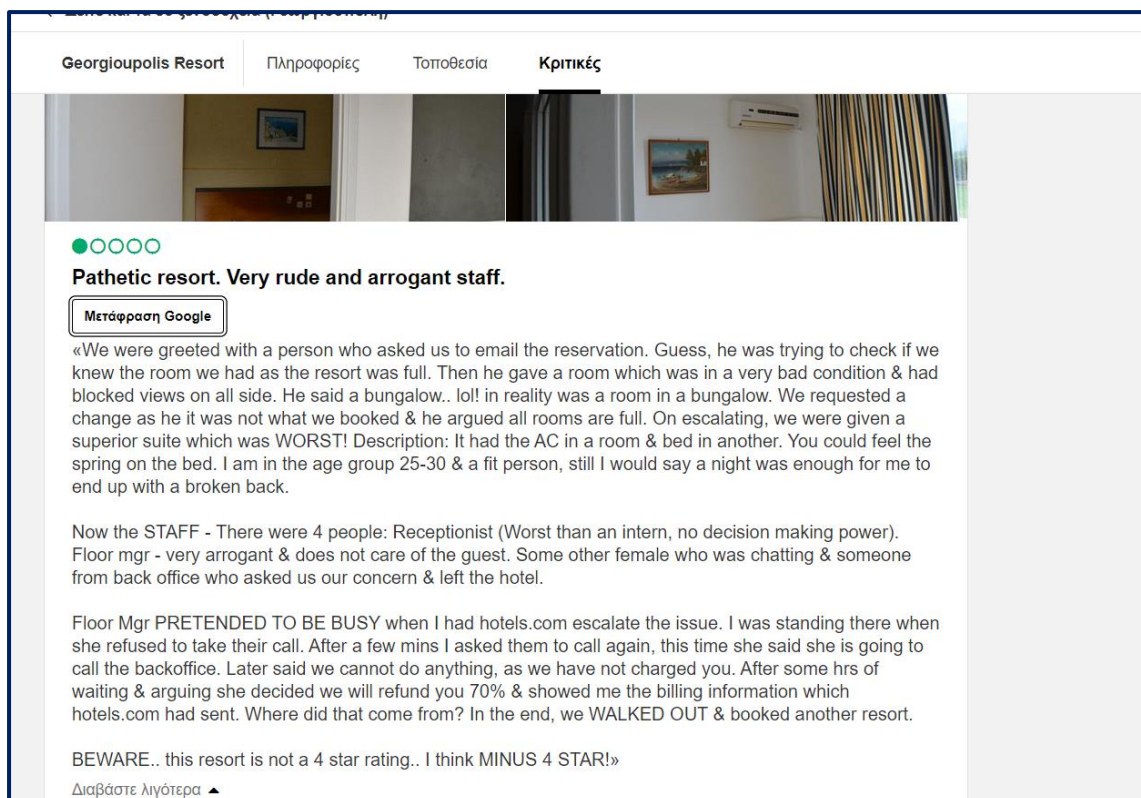 Georgioupolis Resort Πληροφορίες Τοποθεσία Κριτικές
Pathetic resort. Very rude and arrogant staff.
Μετάφραση Google
«We were greeted with a person who asked us to email the reservation. Guess, he was trying to check if we
knew the room we had as the resort was full. Then he gave a room which was in a very bad condition & had
blocked views on all side. He said a bungalow.. lol! in reality was a room in a bungalow. We requested a
change as he it was not what we booked & he argued all rooms are full. On escalating, we were given a
superior suite which was WORST! Description: It had the AC in a room & bed in another. You could feel the
spring on the bed. I am in the age group 25-30 & a fit person, still I would say a night was enough for me to
end up with a broken back.
Now the STAFF - There were 4 people: Receptionist (Worst than an intern, no decision making power).
Floor mgr - very arrogant & does not care of the guest. Some other female who was chatting & someone
from back office who asked us our concern & left the hotel.
Floor Mgr PRETENDED TO BE BUSY when I had hotels.com escalate the issue. I was standing there when
she refused to take their call. After a few mins I asked them to call again, this time she said she is going to
call the backoffice. Later said we cannot do anything, as we have not charged you. After some hrs of
waiting & arguing she decided we will refund you 70% & showed me the billing information which
hotels.com had sent. Where did that come from? In the end, we WALKED OUT & booked another resort.
BEWARE.. this resort is not a 4 star rating.. I think MINUS 4 STAR!»
Διαβάστε λιγότερα